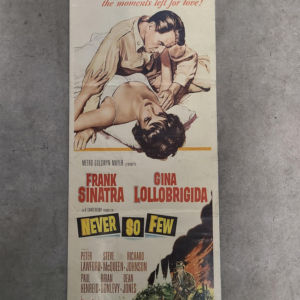 the moments left for love!
METRO-GOLDWYN-MAYER
FRANK GINA
SINATRA LOLLOBRIGIDA
NEVER SO FEW
PETER STEVE RICHARD
LAWFORD McQUEEN JOHNSON
PAUL BRIAN DEAN
HENREID DONLEVY JONES